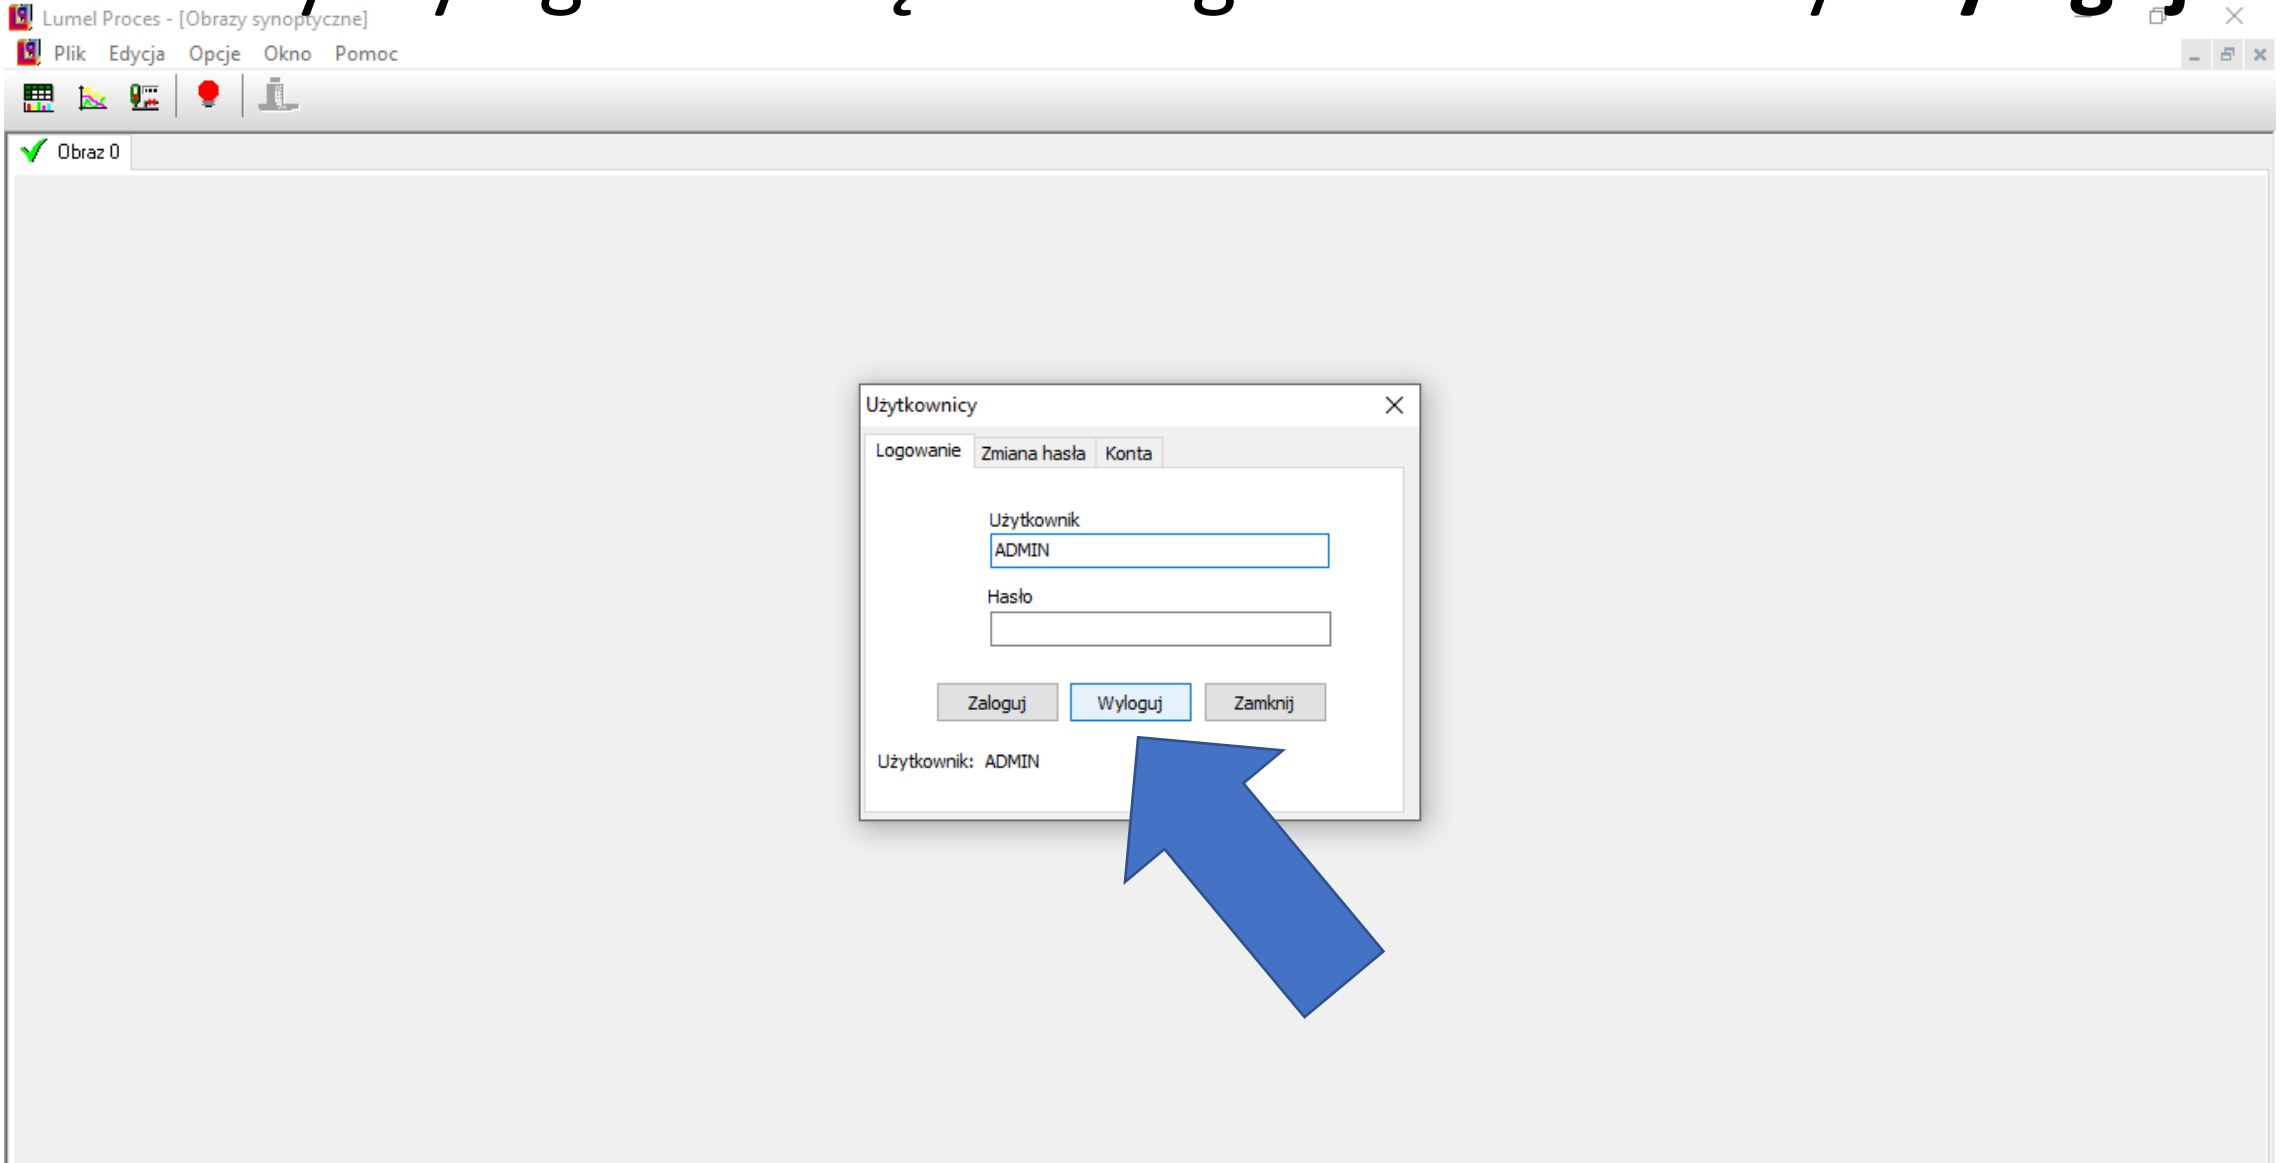 Lumel Proces - [Obrazy synoptyczne]
Plik Edycja Opcje Okno Pomoc
Obraz 0
Użytkownicy
Logowanie Zmiana hasła Konta
Użytkownik
ADMIN
Hasło
Zaloguj Wyloguj Zamknij
Użytkownik: ADMIN